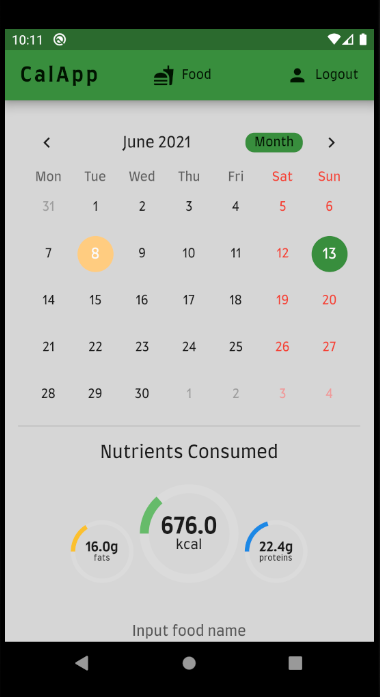 10:11
CalApp Food Logout
June 2021 Month
Mon Tue Wed Thu Fri Sat Sun
31 1 2 3 4 5 6
7 8 9 10 11 12 13
14 15 16 17 18 19 20
21 22 23 24 25 26 27
28 29 30 1 2 3 4
Nutrients Consumed
16.0g
fats
676.0
kcal
22.4g
proteins
Input food name